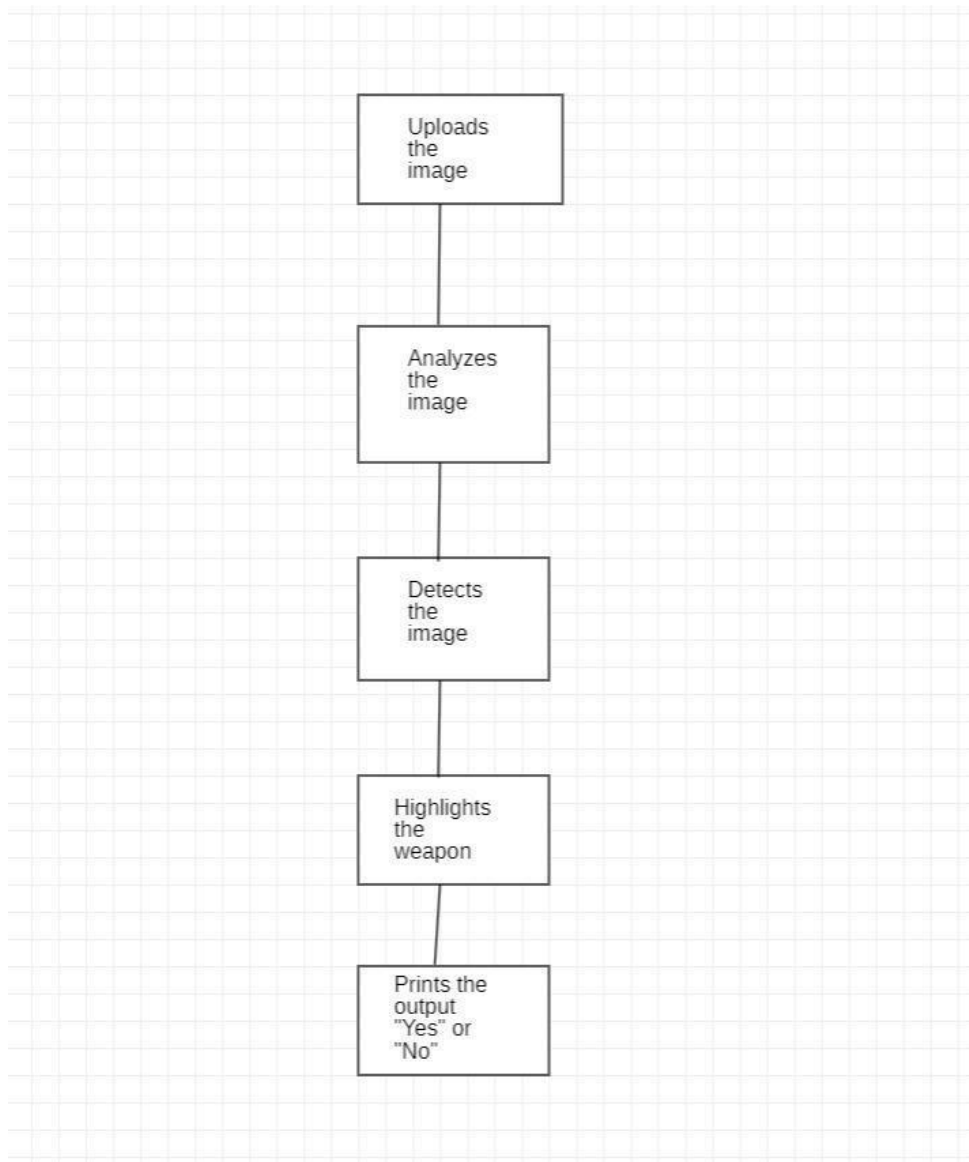 Uploads
the
image
Analyzes
the
image
Detects
the
image
Highlights
the
weapon
Prints the
output
"Yes" or
"No"